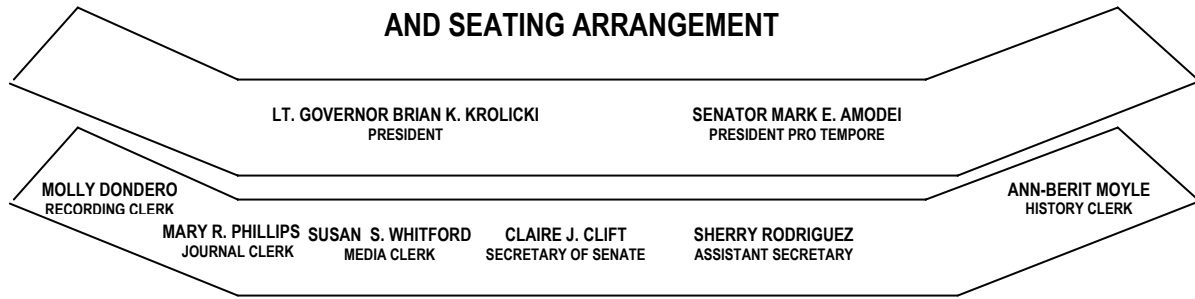 AND SEATING ARRANGEMENT
LT. GOVERNOR BRIAN K. KROLICKI
PRESIDENT
SENATOR MARK E. AMODEI
PRESIDENT PRO TEMPORE
MOLLY DONDERO
RECORDING CLERK
MARY R. PHILLIPS
JOURNAL CLERK
SUSAN S. WHITFORD
MEDIA CLERK
CLAIRE J. CLIFT
SECRETARY OF SENATE
SHERRY RODRIGUEZ
ASSISTANT SECRETARY
ANN-BERIT MOYLE
HISTORY CLERK